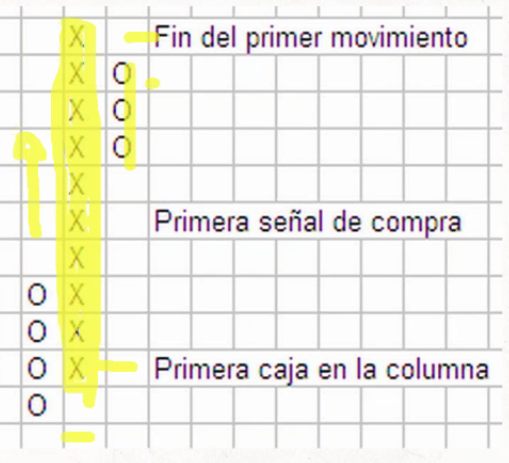 X Fin del primer movimiento
X O
X O
X O
X
X Primera señal de compra
X
O X
O X
O X Primera caja en la columna
O